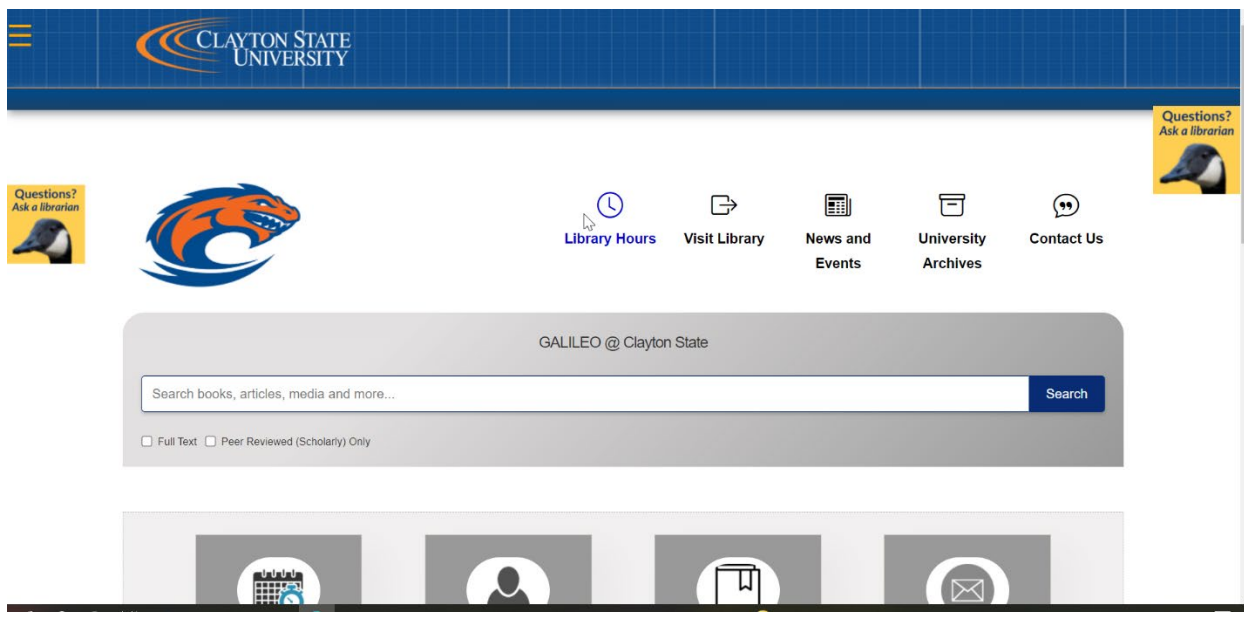 CLAYTON STATE
UNIVERSITY
Questions?
Ask a librarian
Questions?
Ask a librarian
Library Hours
Visit Library
News and
Events
University
Archives
Contact Us
GALILEO @ Clayton State
Search books, articles, media and more...
Search
Full Text
Peer Reviewed (Scholarly) Only